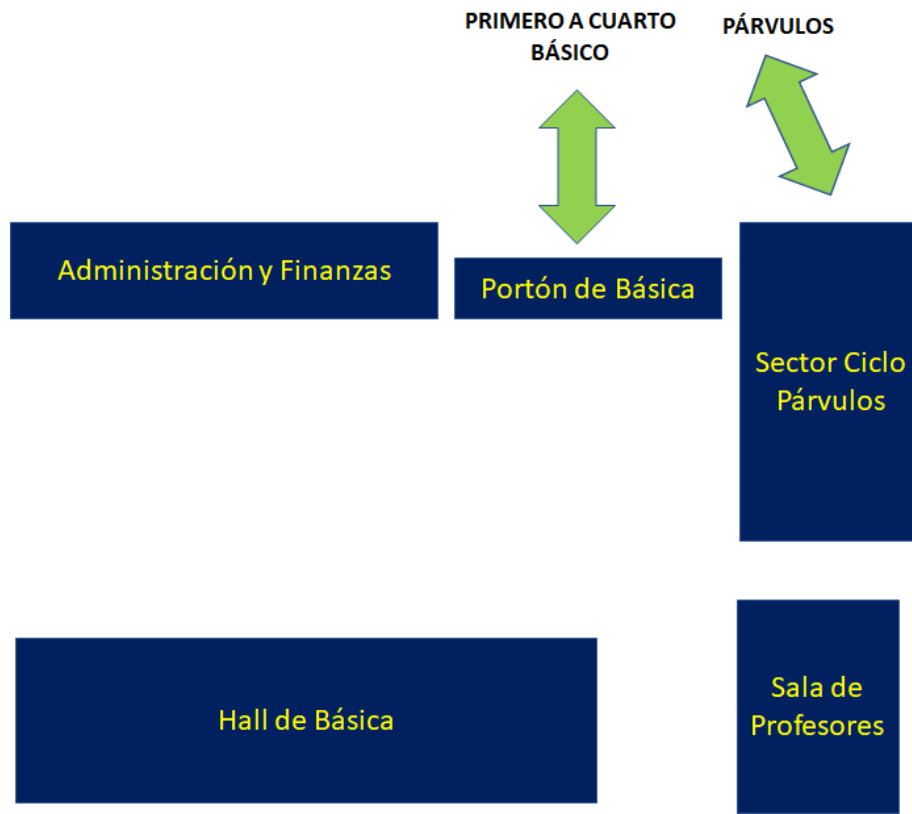 PRIMERO A CUARTO
BÁSICO
PÁRVULOS
Administración y Finanzas
Portón de Básica
Sector Ciclo
Párvulos
Hall de Básica
Sala de
Profesores